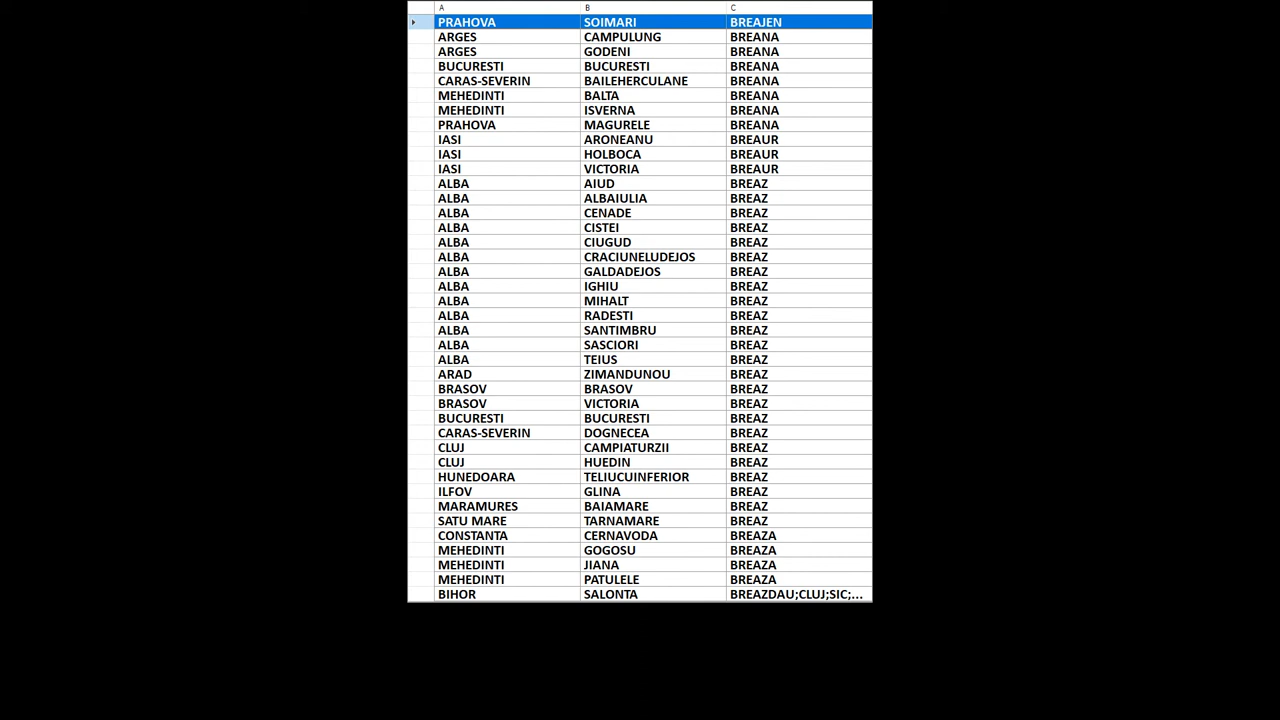 A B C
PRAHOVA SOIMARI BREAJEN
ARGES CAMPULUNG BREANA
ARGES GODENI BREANA
BUCURESTI BUCURESTI BREANA
CARAS-SEVERIN BAILEHERCULANE BREANA
MEHEDINTI BALTA BREANA
MEHEDINTI ISVERNA BREANA
PRAHOVA MAGURELE BREANA
IASI ARONEANU BREAUR
IASI HOLBOCA BREAUR
IASI VICTORIA BREAUR
ALBA AIUD BREAZ
ALBA ALBAIULIA BREAZ
ALBA CENADE BREAZ
ALBA CISTEI BREAZ
ALBA CIUGUD BREAZ
ALBA CRACIUNELUDEJOS BREAZ
ALBA GALDADEJOS BREAZ
ALBA IGHIU BREAZ
ALBA MIHALT BREAZ
ALBA RADESTI BREAZ
ALBA SANTIMBRU BREAZ
ALBA SASCIORI BREAZ
ALBA TEIUS BREAZ
ARAD ZIMANDUNOU BREAZ
BRASOV BRASOV BREAZ
BRASOV VICTORIA BREAZ
BUCURESTI BUCURESTI BREAZ
CARAS-SEVERIN DOGNECEA BREAZ
CLUJ CAMPIATURZII BREAZ
CLUJ HUEDIN BREAZ
HUNEDOARA TELIUCUINFERIOR BREAZ
ILFOV GLINA BREAZ
MARAMURES BAIAMARE BREAZ
SATU MARE TARNAMARE BREAZ
CONSTANTA CERNAVODA BREAZA
MEHEDINTI GOGOSU BREAZA
MEHEDINTI JIANA BREAZA
MEHEDINTI PATULELE BREAZA
BIHOR SALONTA BREAZDAU;CLUJ;SIC;...